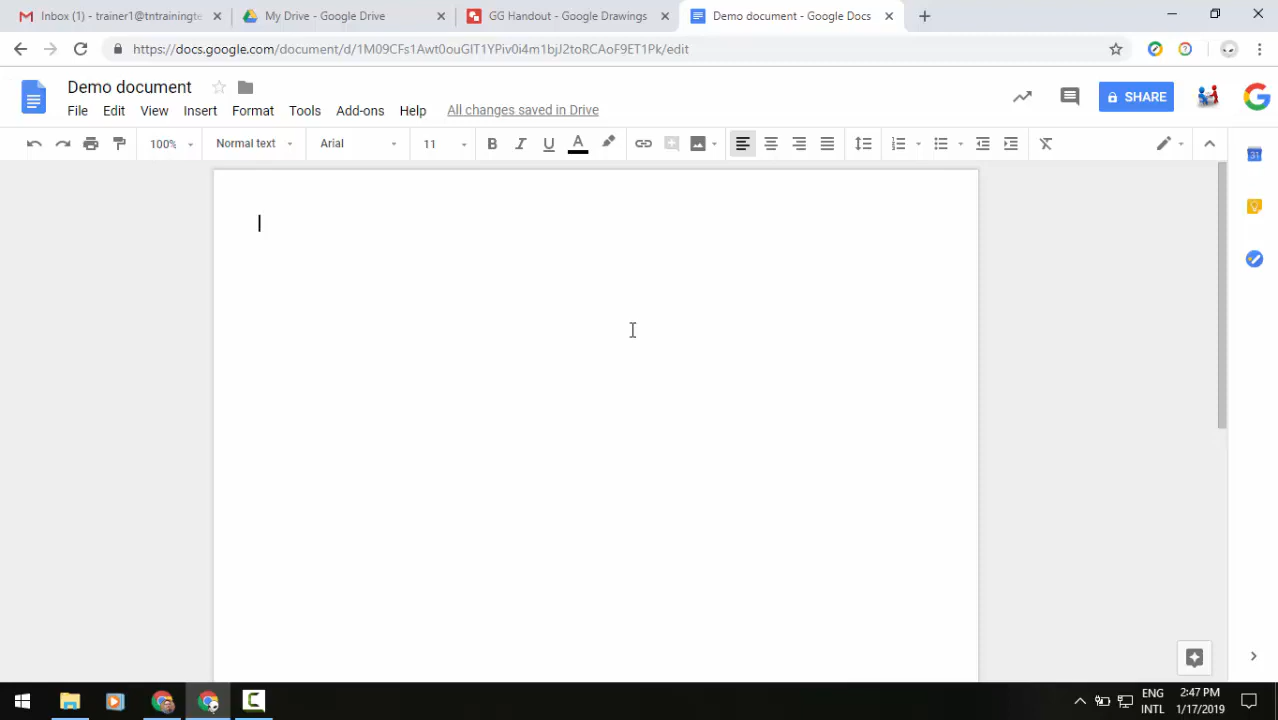 Inbox (1) - trainer1@tntrainingte
My Drive - Google Drive
GG Handout - Google Drawings
Demo document - Google Docs
https://docs.google.com/document/d/1M09CFs1Awt0ouGlT1YPiv0i4m1bjJ2toRCAoF9ET1Pk/edit
Demo document
File Edit View Insert Format Tools Add-ons Help All changes saved in Drive
SHARE
100% Normal text Arial 11 B I U A
31
ENG 2:47 PM
INTL 1/17/2019